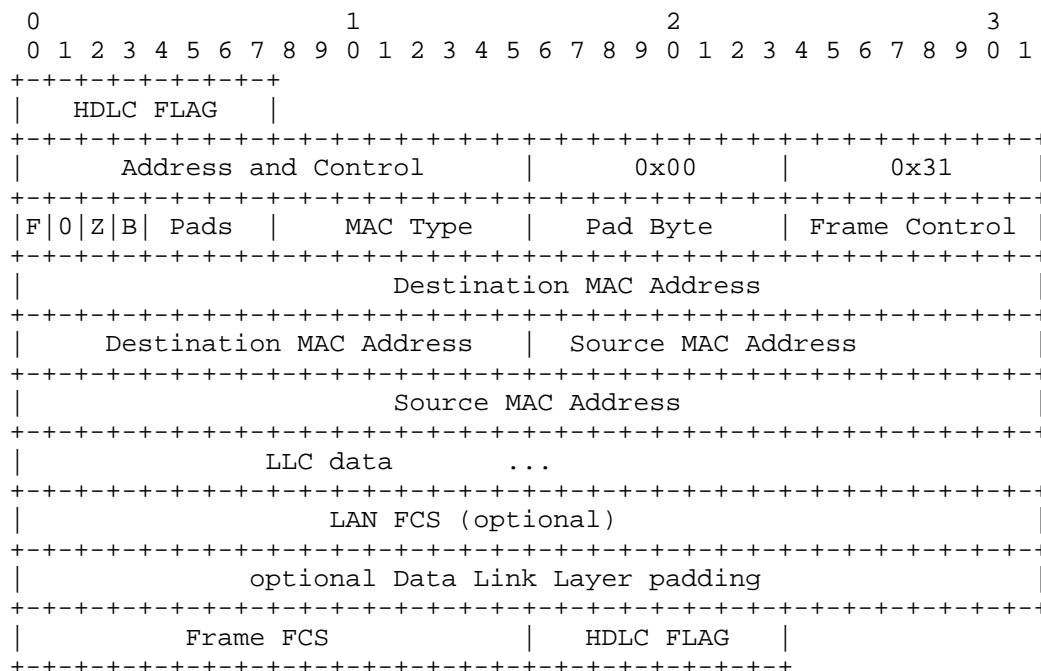 0                   1                   2                   3
0 1 2 3 4 5 6 7 8 9 0 1 2 3 4 5 6 7 8 9 0 1 2 3 4 5 6 7 8 9 0 1
+-+-+-+-+-+-+-+-+
|   HDLC FLAG   |
+-+-+-+-+-+-+-+-+-+-+-+-+-+-+-+-+-+-+-+-+-+-+-+-+-+-+-+-+-+-+-+-+
|      Address and Control      |      0x00     |      0x31     |
+-+-+-+-+-+-+-+-+-+-+-+-+-+-+-+-+-+-+-+-+-+-+-+-+-+-+-+-+-+-+-+-+
|F|0|Z|B| Pads  |    MAC Type   |   Pad Byte    | Frame Control |
+-+-+-+-+-+-+-+-+-+-+-+-+-+-+-+-+-+-+-+-+-+-+-+-+-+-+-+-+-+-+-+-+
|                       Destination MAC Address                 |
+-+-+-+-+-+-+-+-+-+-+-+-+-+-+-+-+-+-+-+-+-+-+-+-+-+-+-+-+-+-+-+-+
|     Destination MAC Address   |  Source MAC Address           |
+-+-+-+-+-+-+-+-+-+-+-+-+-+-+-+-+-+-+-+-+-+-+-+-+-+-+-+-+-+-+-+-+
|                       Source MAC Address                      |
+-+-+-+-+-+-+-+-+-+-+-+-+-+-+-+-+-+-+-+-+-+-+-+-+-+-+-+-+-+-+-+-+
|               LLC data       ...
+-+-+-+-+-+-+-+-+-+-+-+-+-+-+-+-+-+-+-+-+-+-+-+-+-+-+-+-+-+-+-+-+
|                   LAN FCS (optional)                          |
+-+-+-+-+-+-+-+-+-+-+-+-+-+-+-+-+-+-+-+-+-+-+-+-+-+-+-+-+-+-+-+-+
|              optional Data Link Layer padding                 |
+-+-+-+-+-+-+-+-+-+-+-+-+-+-+-+-+-+-+-+-+-+-+-+-+-+-+-+-+-+-+-+-+
|          Frame FCS            |   HDLC FLAG   |
+-+-+-+-+-+-+-+-+-+-+-+-+-+-+-+-+-+-+-+-+-+-+-+-+